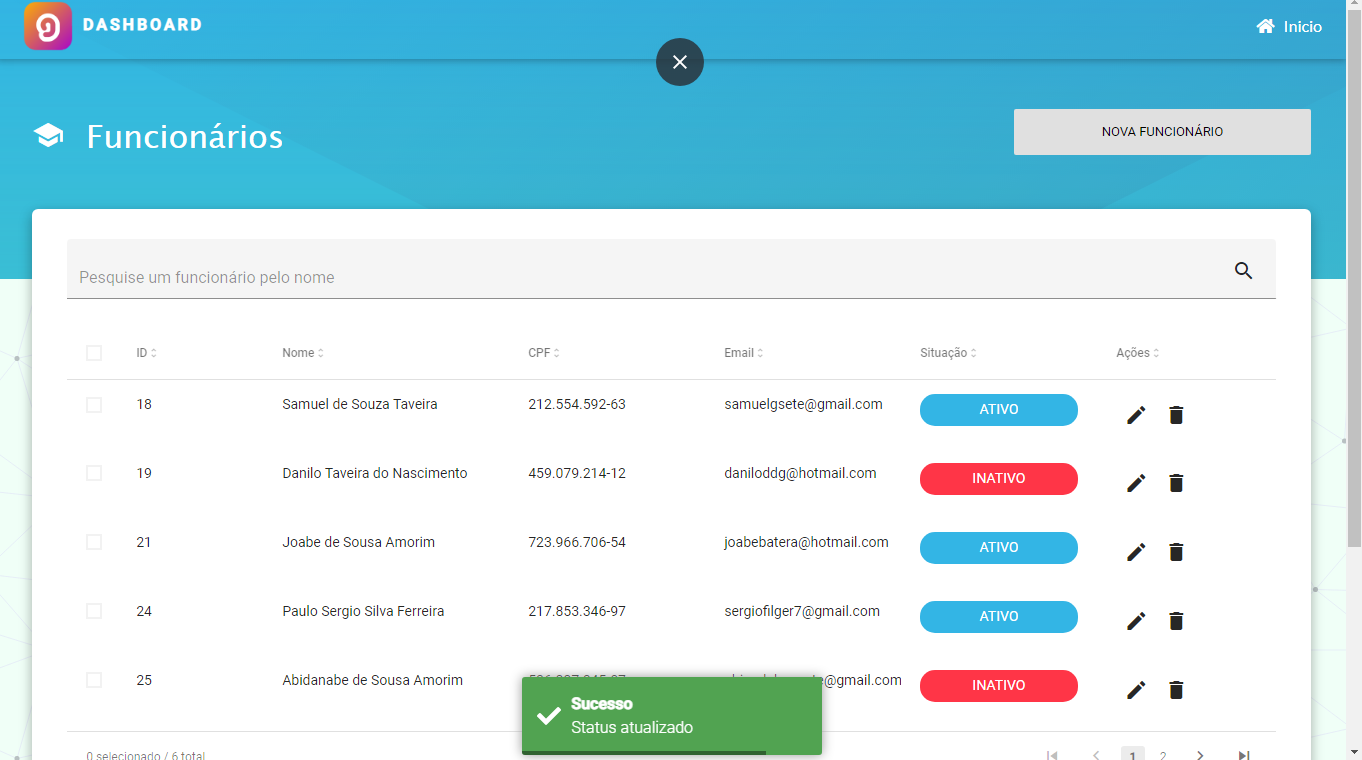 DASHBOARD
Inicio
Funcionários
NOVA FUNCIONÁRIO
Pesquise um funcionário pelo nome
ID Nome CPF Email Situação Ações
18 Samuel de Souza Taveira 212.554.592-63 samuelgsete@gmail.com ATIVO
19 Danilo Taveira do Nascimento 459.079.214-12 daniloddg@hotmail.com INATIVO
21 Joabe de Sousa Amorim 723.966.706-54 joabebatera@hotmail.com ATIVO
24 Paulo Sergio Silva Ferreira 217.853.346-97 sergiofilger7@gmail.com ATIVO
25 Abidanabe de Sousa Amorim @gmail.com INATIVO
Sucesso
Status atualizado
0 selecionado / 6 total 1 2